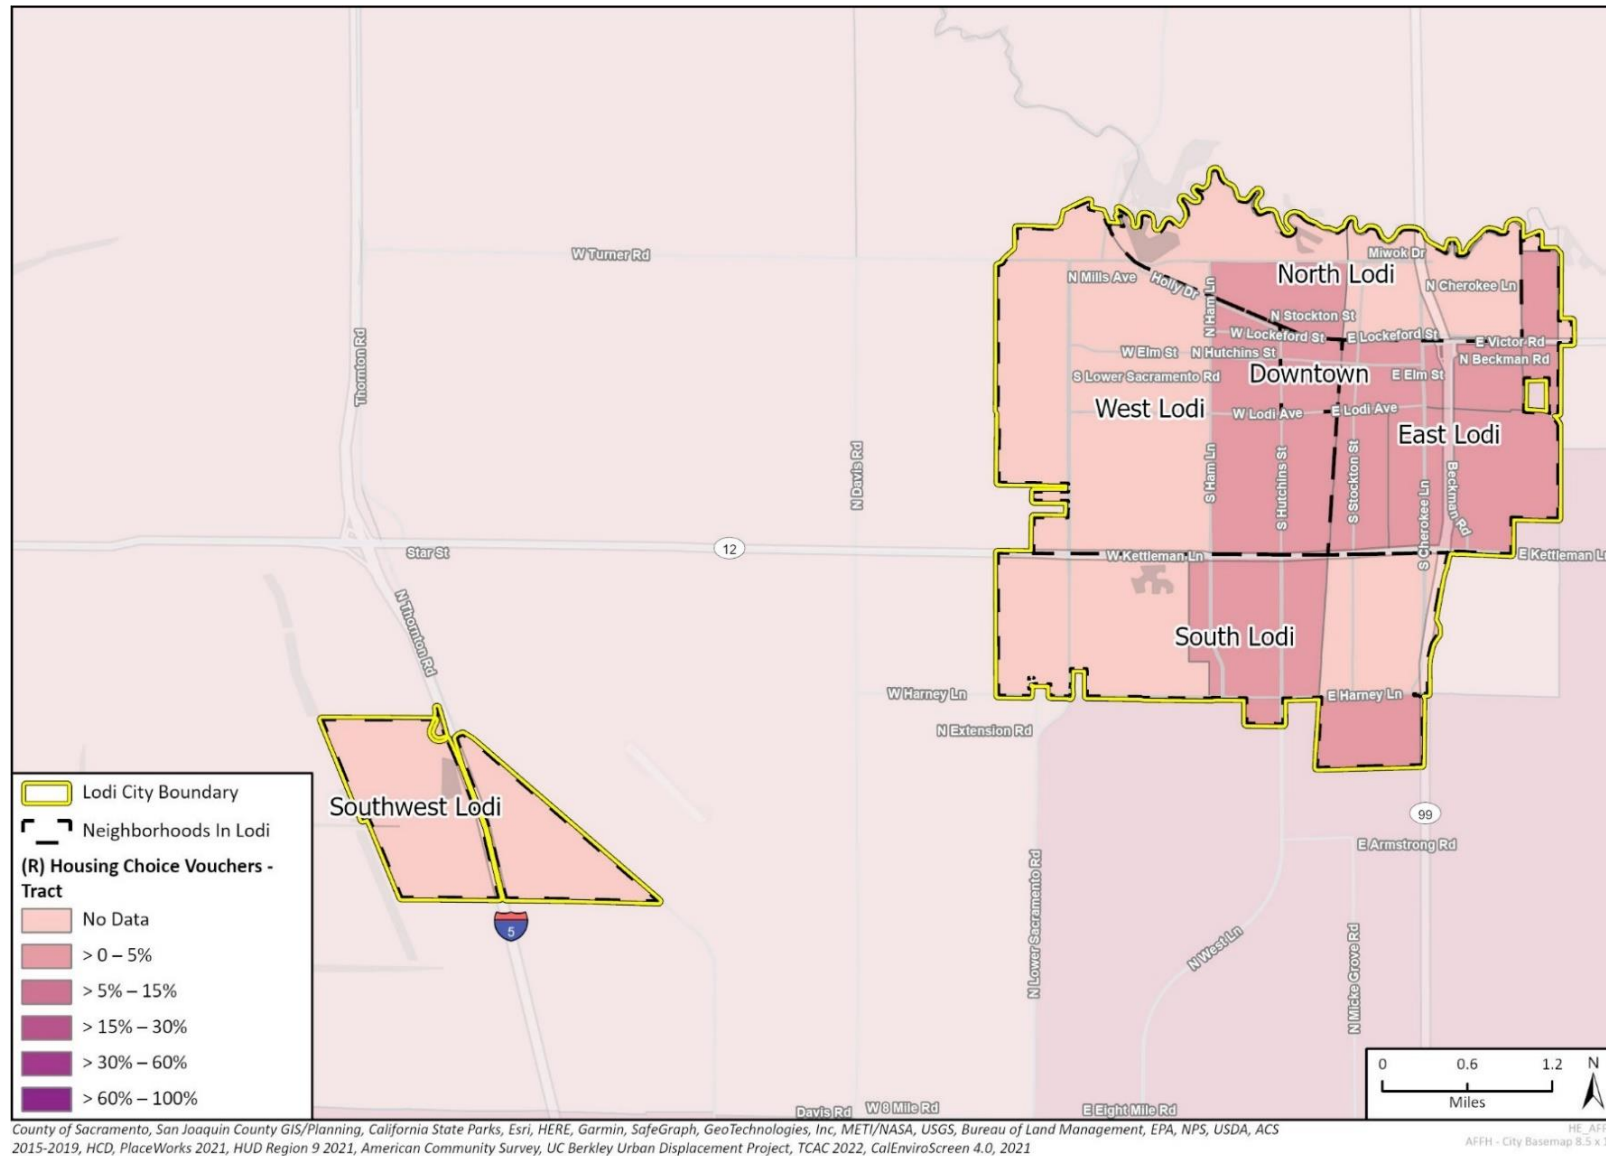 W Turner Rd
Miwok Dr
North Lodi
N Mills Ave
Holly Dr
N Ham Ln
N Cherokee Ln
N Stockton St
W Lockeford St
E Lockeford St
E Victor Rd
W Elm St
N Hutchins St
N Beckman Rd
S Lower Sacramento Rd
Downtown
E Elm St
Thornton Rd
West Lodi
W Lodi Ave
E Lodi Ave
East Lodi
N Davis Rd
S Ham Ln
S Hutchins St
S Stockton St
S Cherokee Ln
Beckman Rd
Star St
12
W Kettleman Ln
E Kettleman Ln
N Thornton Rd
South Lodi
W Harney Ln
E Harney Ln
N Extension Rd
Southwest Lodi
99
E Armstrong Rd
N Lower Sacramento Rd
N West Ln
N Micke Grove Rd
5
Davis Rd
W 8 Mile Rd
E Eight Mile Rd
Lodi City Boundary
Neighborhoods In Lodi
(R) Housing Choice Vouchers -
Tract
No Data
> 0 – 5%
> 5% – 15%
> 15% – 30%
> 30% – 60%
> 60% – 100%
0 0.6 1.2
Miles
N
County of Sacramento, San Joaquin County GIS/Planning, California State Parks, Esri, HERE, Garmin, SafeGraph, GeoTechnologies, Inc, METI/NASA, USGS, Bureau of Land Management, EPA, NPS, USDA, ACS
2015-2019, HCD, PlaceWorks 2021, HUD Region 9 2021, American Community Survey, UC Berkley Urban Displacement Project, TCAC 2022, CalEnviroScreen 4.0, 2021
HE_AFF
AFFH - City Basemap 8.5 x 1